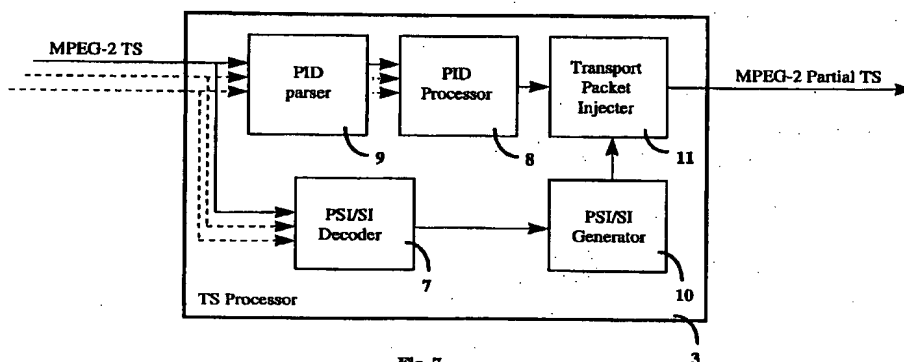 MPEG-2 TS
PID
parser
9
PID
Processor
8
Transport
Packet
Injecter
11
MPEG-2 Partial TS
PSI/SI
Decoder
7
PSI/SI
Generator
10
TS Processor
3